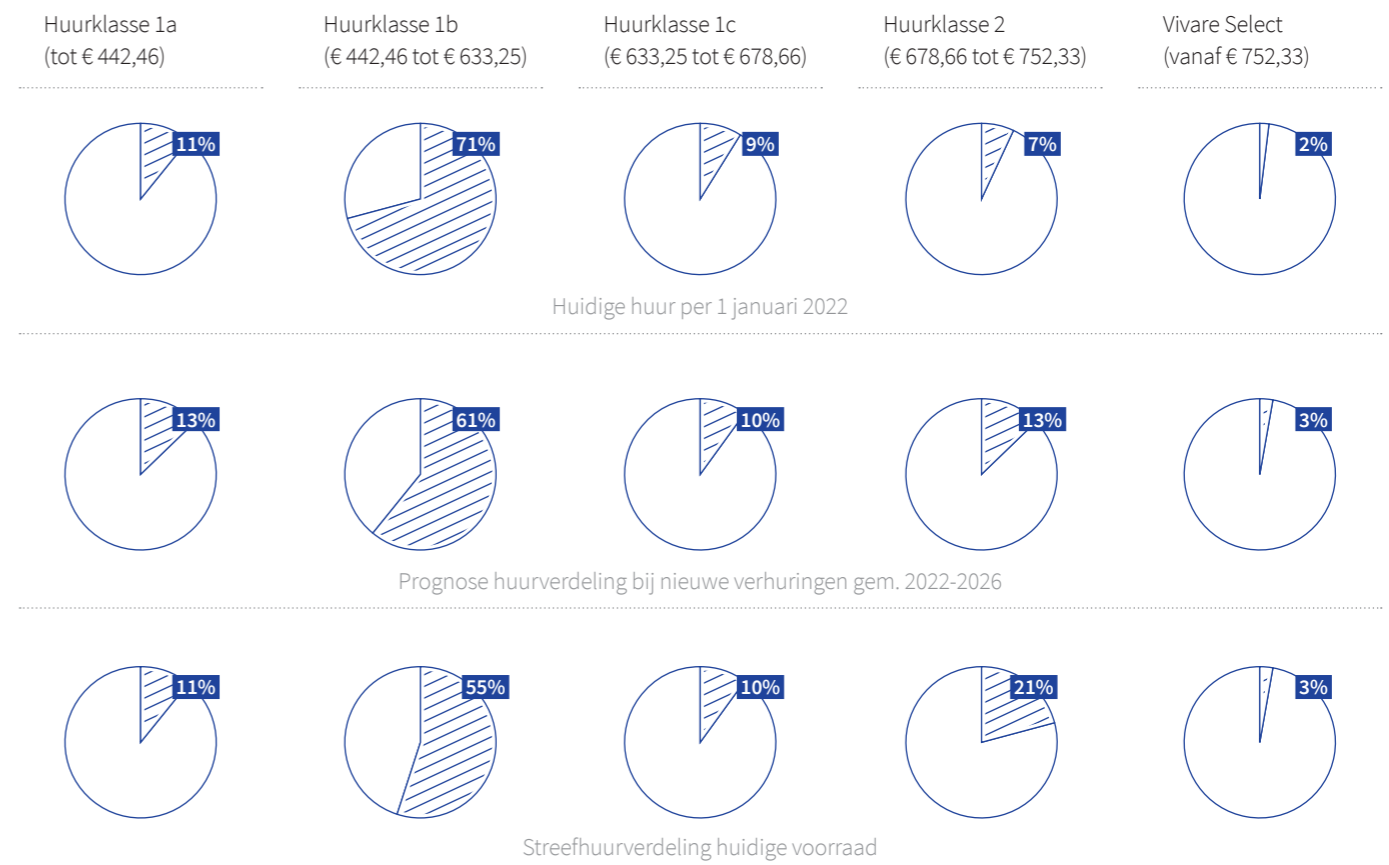 Huurklasse 1a
(tot € 442,46)
Huurklasse 1b
(€ 442,46 tot € 633,25)
Huurklasse 1c
(€ 633,25 tot € 678,66)
Huurklasse 2
(€ 678,66 tot € 752,33)
Vivare Select
(vanaf € 752,33)
11%
71%
9%
7%
2%
Huidige huur per 1 januari 2022
13%
61%
10%
13%
3%
Prognose huurverdeling bij nieuwe verhuringen gem. 2022-2026
11%
55%
10%
21%
3%
Streefhuurverdeling huidige voorraad